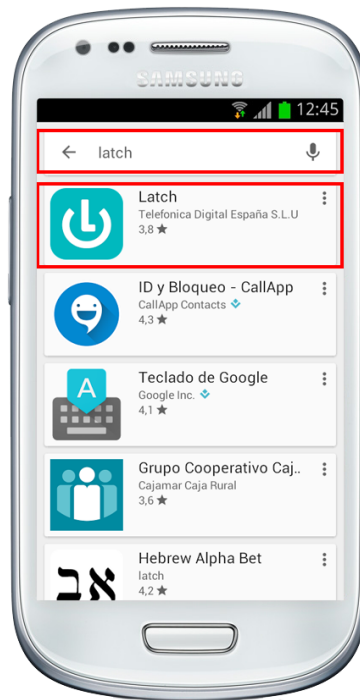 SAMSUNG
12:45
latch
Latch
Telefonica Digital España S.L.U
3,8
ID y Bloqueo - CallApp
CallApp Contacts
4,3
A
Teclado de Google
Google Inc.
4,1
Grupo Cooperativo Caj..
Cajamar Caja Rural
3,6
אב
Hebrew Alpha Bet
latch
4,2